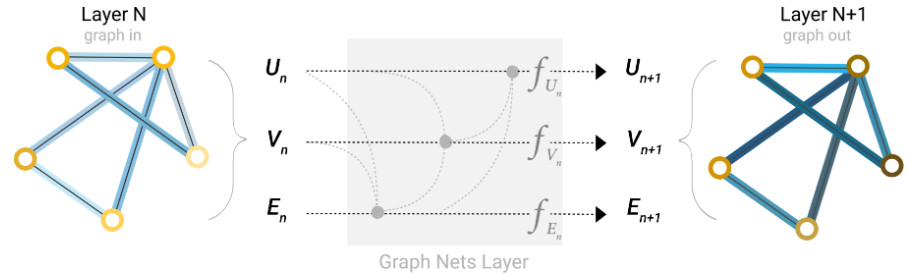 Layer N
graph in
Layer N+1
graph out
U_n
f_{U_n}
U_{n+1}
V_n
f_{V_n}
V_{n+1}
E_n
f_{E_n}
E_{n+1}
Graph Nets Layer